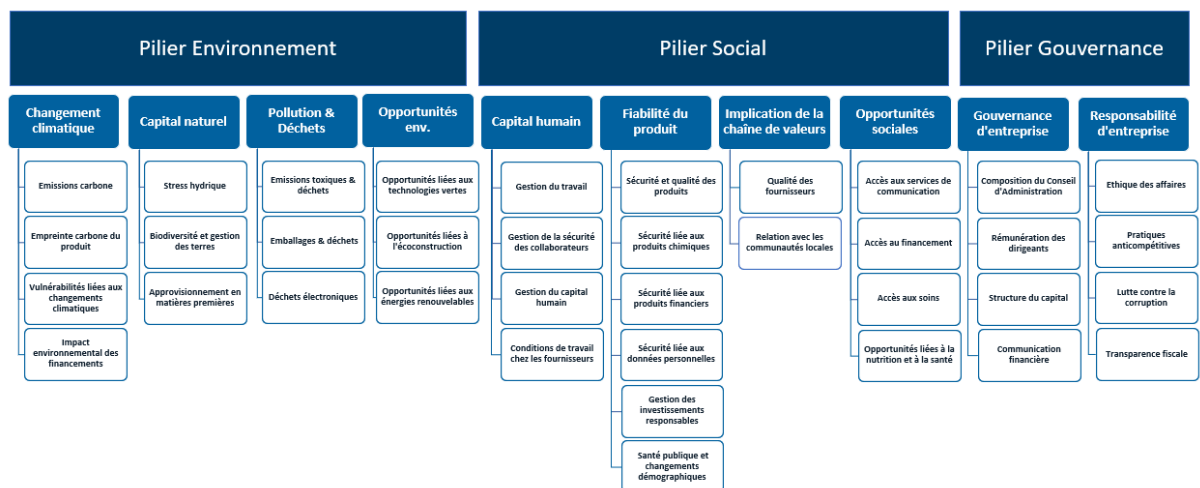 Pilier Environnement
Changement
climatique
Emissions carbone
Empreinte carbone du
produit
Vulnérabilités liées aux
changements
climatiques
Impact
environnemental des
financements
Capital naturel
Stress hydrique
Biodiversité et gestion
des terres
Approvisionnement en
matières premières
Pollution &
Déchets
Emissions toxiques &
déchets
Emballages & déchets
Déchets électroniques
Opportunités
env.
Opportunités liées aux
technologies vertes
Opportunités liées à
l'écoconstruction
Opportunités liées aux
énergies renouvelables
Pilier Social
Capital humain
Gestion du travail
Gestion de la sécurité
des collaborateurs
Gestion du capital
humain
Conditions de travail
chez les fournisseurs
Fiabilité du
produit
Sécurité et qualité des
produits
Sécurité liée aux
produits chimiques
Sécurité liée aux
produits financiers
Sécurité liée aux
données personnelles
Gestion des
investissements
responsables
Santé publique et
changements
démographiques
Implication de la
chaîne de valeurs
Qualité des
fournisseurs
Relation avec les
communautés locales
Opportunités
sociales
Accès aux services de
communication
Accès au financement
Accès aux soins
Opportunités liées à la
nutrition et à la santé
Pilier Gouvernance
Gouvernance
d'entreprise
Composition du Conseil
d'Administration
Rémunération des
dirigeants
Structure du capital
Communication
financière
Responsabilité
d'entreprise
Ethique des affaires
Pratiques
anticompétitives
Lutte contre la
corruption
Transparence fiscale